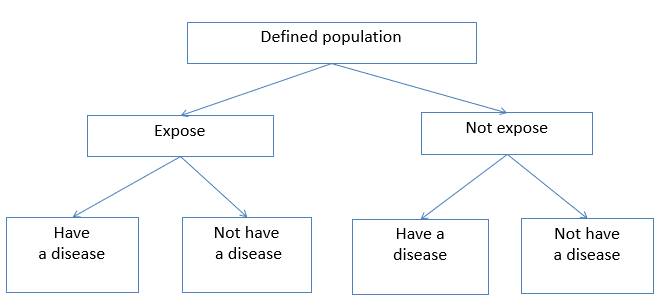 Defined population
Expose
Not expose
Have
a disease
Not have
a disease
Have a
disease
Not have
a disease